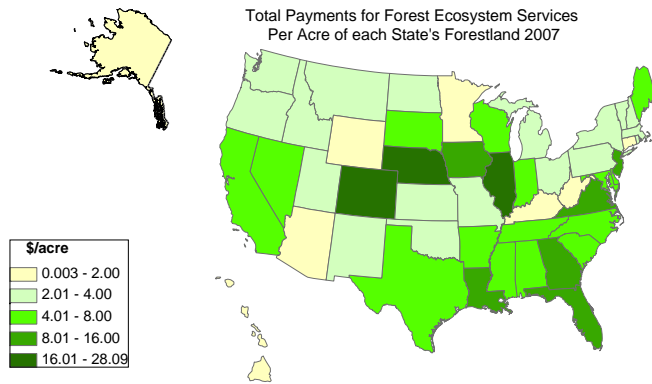 Total Payments for Forest Ecosystem Services
Per Acre of each State's Forestland 2007
$/acre
0.003 - 2.00
2.01 - 4.00
4.01 - 8.00
8.01 - 16.00
16.01 - 28.09